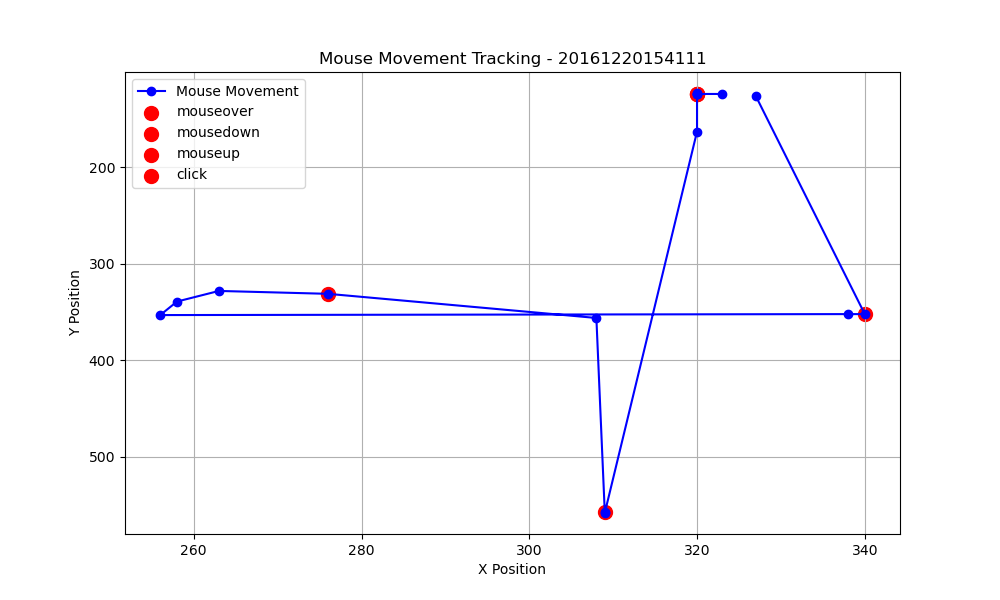 Mouse Movement Tracking - 20161220154111
Mouse Movement
mouseover
mousedown
mouseup
click
Y Position
200
300
400
500
260
280
300
320
340
X Position